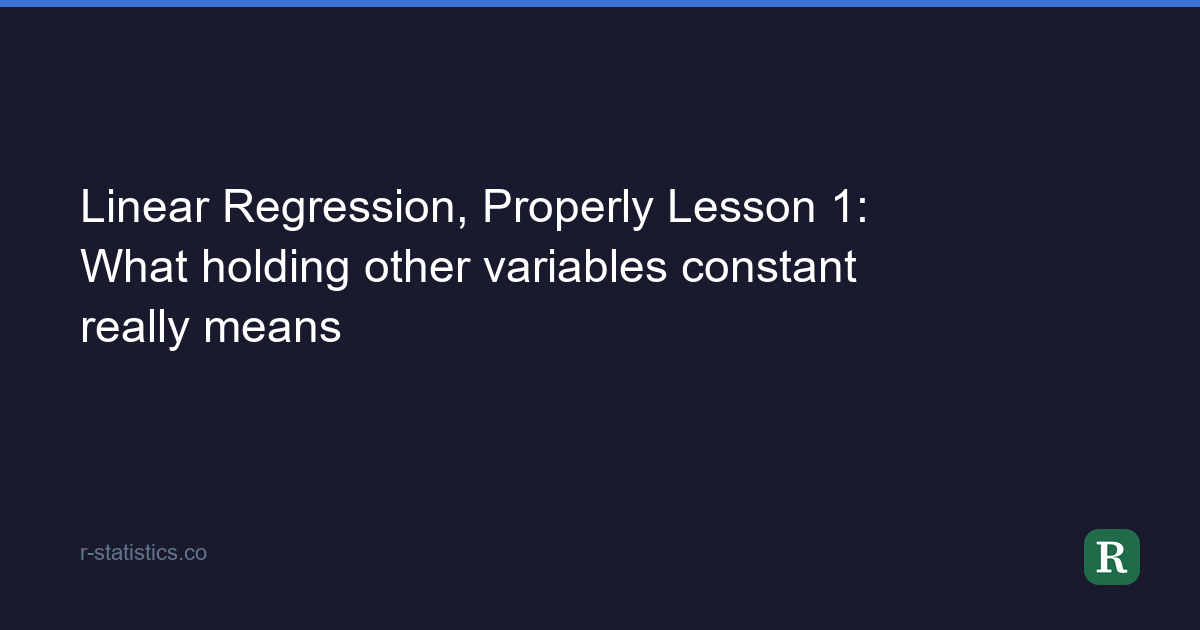 Linear Regression, Properly Lesson 1:
What holding other variables constant
really means
r-statistics.co
R